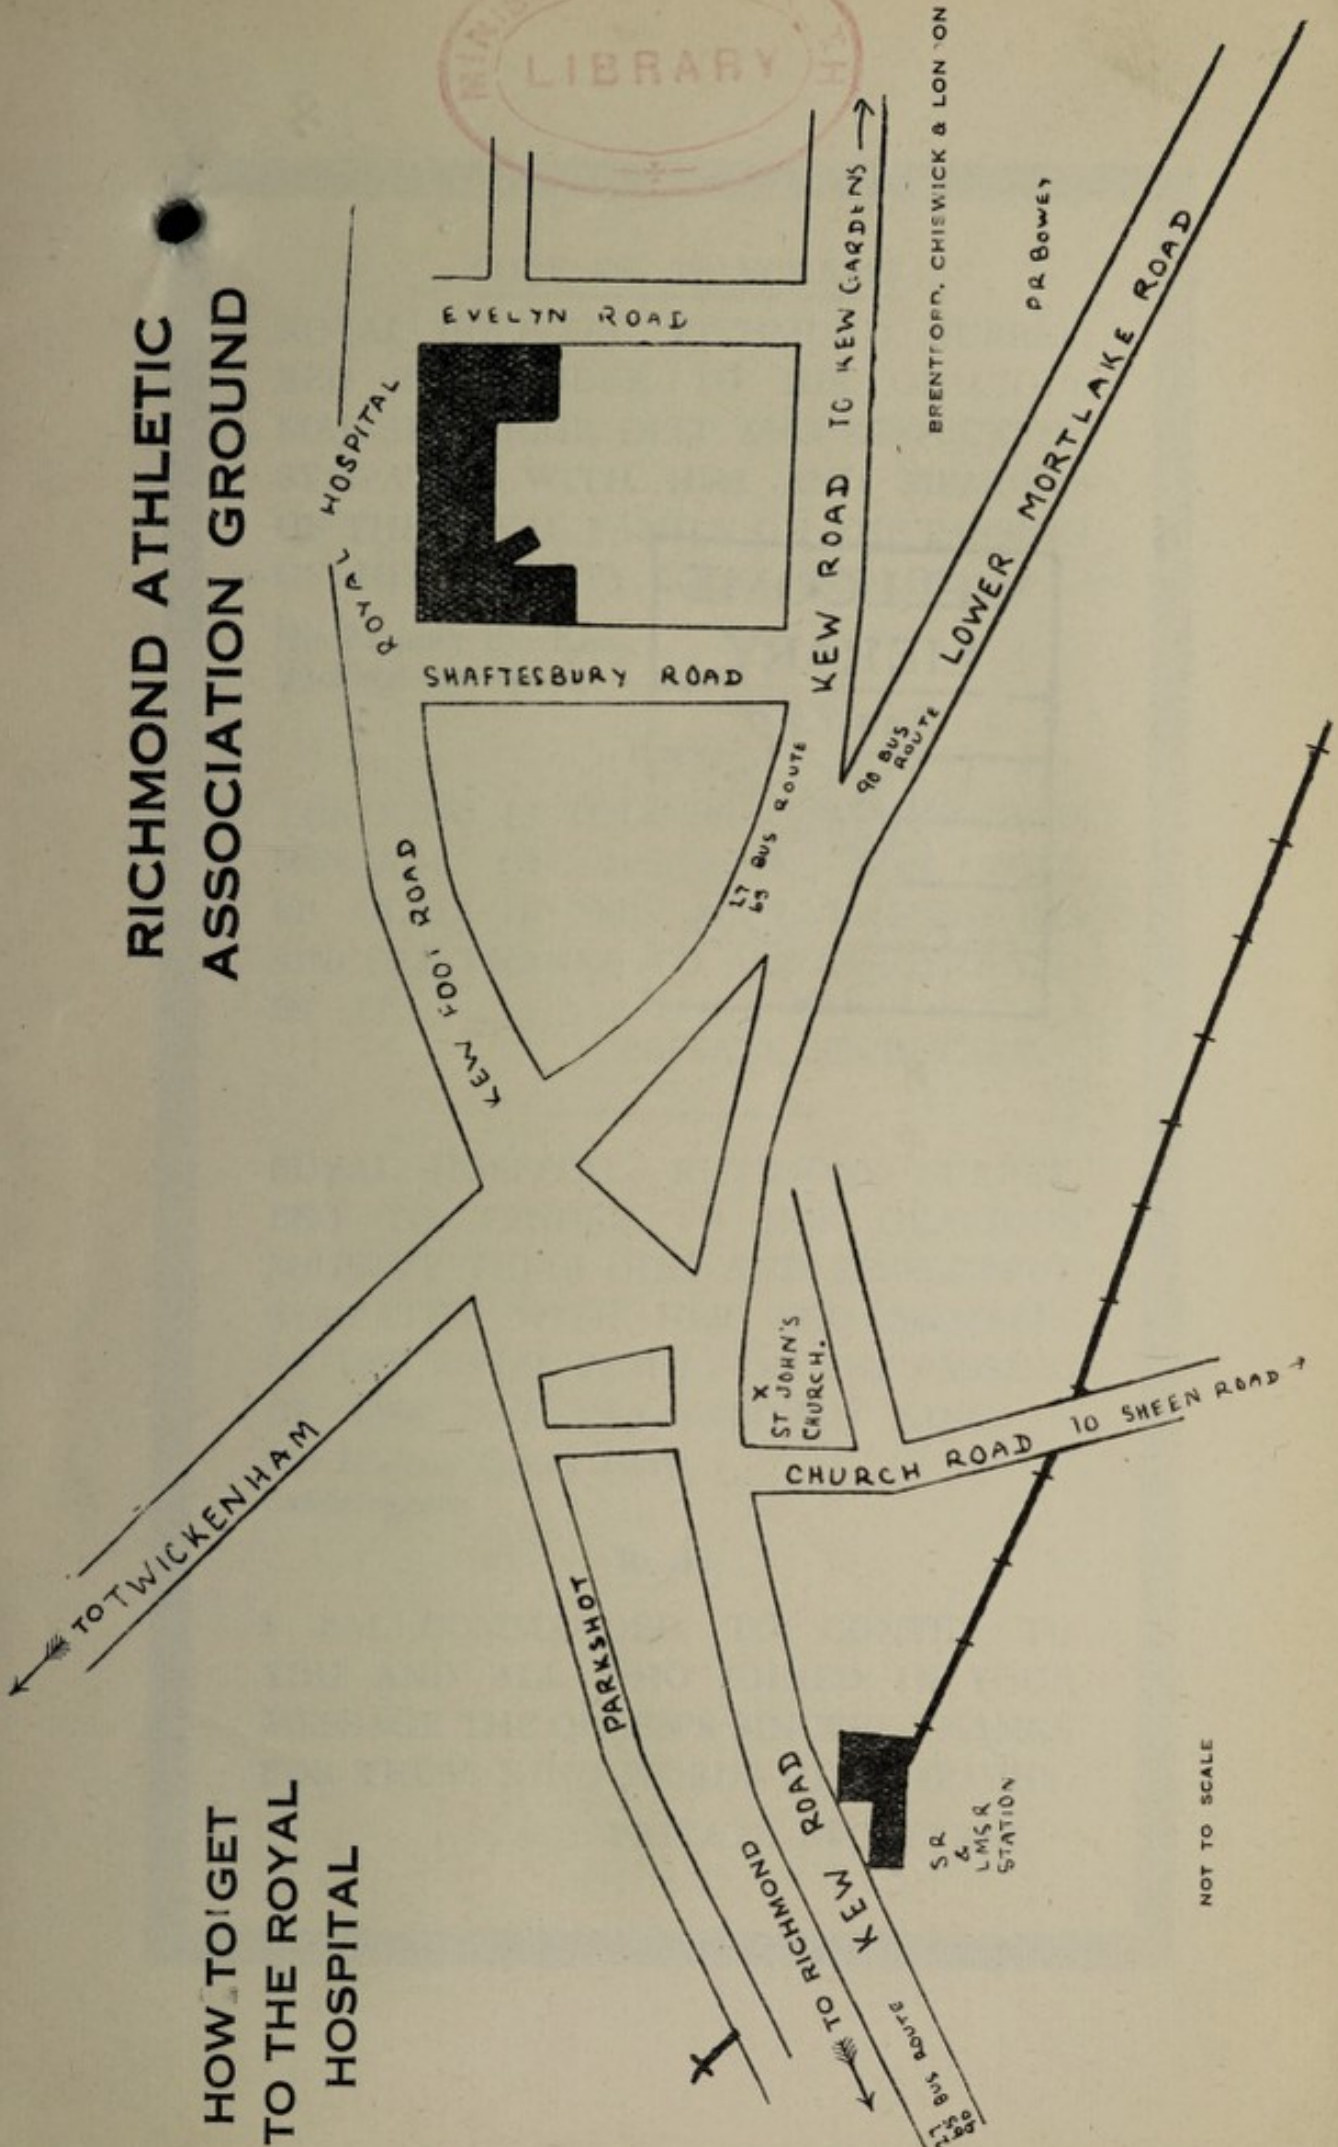 HOW TO GET
TO THE ROYAL
HOSPITAL
RICHMOND ATHLETIC
ASSOCIATION GROUND
LIBRARY
TO TWICKENHAM
ROYAL HOSPITAL
EVELYN ROAD
SHAFTESBURY ROAD
KEW FOOT ROAD
PARKSHOT
27
65 BUS ROUTE
KEW ROAD TO KEW GARDENS
BRENTFORD, CHISWICK & LONDON
90 BUS
ROUTE
LOWER MORTLAKE ROAD
P R BOWEY
X
ST JOHN'S
CHURCH.
CHURCH ROAD TO SHEEN ROAD
TO RICHMOND
KEW ROAD
BUS ROUTE
SR
&
LMSR
STATION
NOT TO SCALE